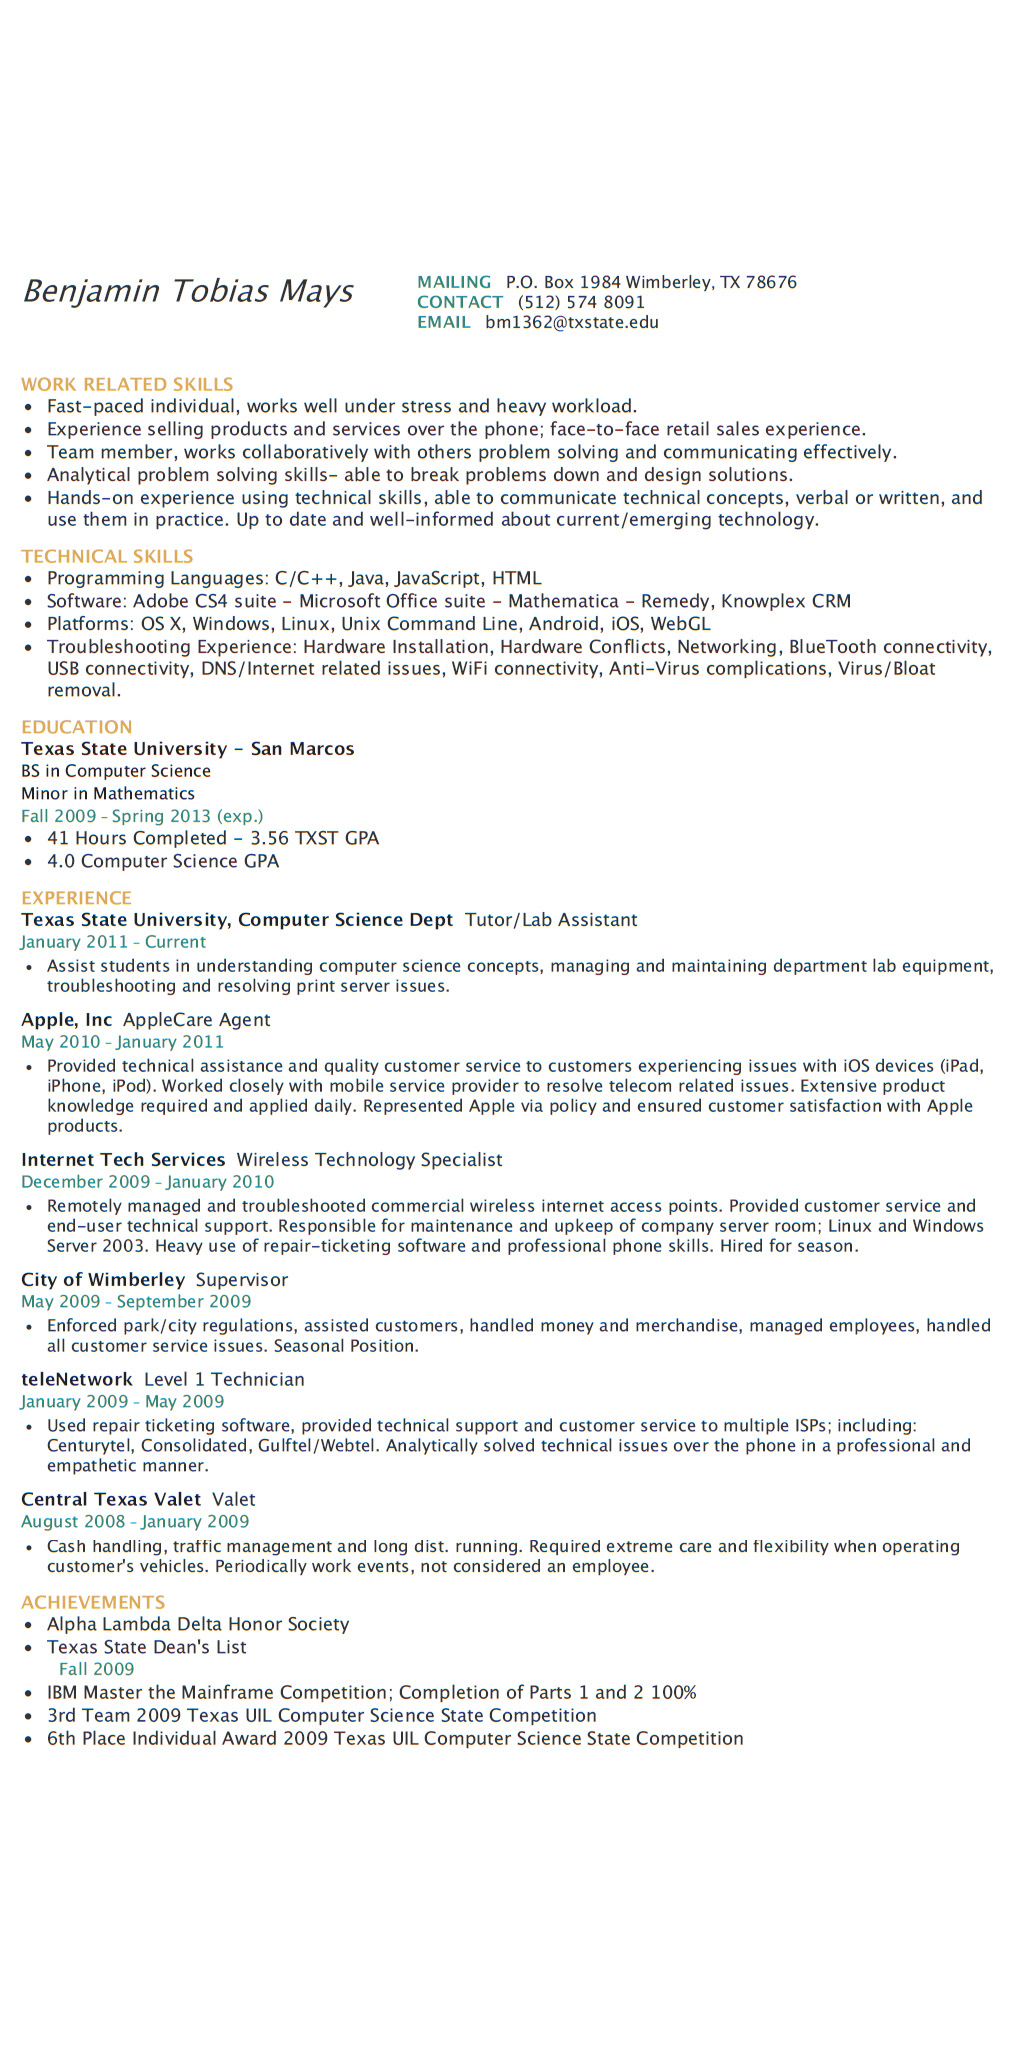 Benjamin Tobias Mays
MAILING P.O. Box 1984 Wimberley, TX 78676
CONTACT (512) 574 8091
EMAIL bm1362@txstate.edu
WORK RELATED SKILLS
• Fast-paced individual, works well under stress and heavy workload.
• Experience selling products and services over the phone; face-to-face retail sales experience.
• Team member, works collaboratively with others problem solving and communicating effectively.
• Analytical problem solving skills- able to break problems down and design solutions.
• Hands-on experience using technical skills, able to communicate technical concepts, verbal or written, and
use them in practice. Up to date and well-informed about current/emerging technology.
TECHNICAL SKILLS
• Programming Languages: C/C++, Java, JavaScript, HTML
• Software: Adobe CS4 suite - Microsoft Office suite - Mathematica - Remedy, Knowplex CRM
• Platforms: OS X, Windows, Linux, Unix Command Line, Android, iOS, WebGL
• Troubleshooting Experience: Hardware Installation, Hardware Conflicts, Networking, BlueTooth connectivity,
USB connectivity, DNS/Internet related issues, WiFi connectivity, Anti-Virus complications, Virus/Bloat
removal.
EDUCATION
Texas State University - San Marcos
BS in Computer Science
Minor in Mathematics
Fall 2009 - Spring 2013 (exp.)
• 41 Hours Completed - 3.56 TXST GPA
• 4.0 Computer Science GPA
EXPERIENCE
Texas State University, Computer Science Dept Tutor/Lab Assistant
January 2011 - Current
• Assist students in understanding computer science concepts, managing and maintaining department lab equipment,
troubleshooting and resolving print server issues.
Apple, Inc AppleCare Agent
May 2010 - January 2011
• Provided technical assistance and quality customer service to customers experiencing issues with iOS devices (iPad,
iPhone, iPod). Worked closely with mobile service provider to resolve telecom related issues. Extensive product
knowledge required and applied daily. Represented Apple via policy and ensured customer satisfaction with Apple
products.
Internet Tech Services Wireless Technology Specialist
December 2009 - January 2010
• Remotely managed and troubleshooted commercial wireless internet access points. Provided customer service and
end-user technical support. Responsible for maintenance and upkeep of company server room; Linux and Windows
Server 2003. Heavy use of repair-ticketing software and professional phone skills. Hired for season.
City of Wimberley Supervisor
May 2009 - September 2009
• Enforced park/city regulations, assisted customers, handled money and merchandise, managed employees, handled
all customer service issues. Seasonal Position.
teleNetwork Level 1 Technician
January 2009 - May 2009
• Used repair ticketing software, provided technical support and customer service to multiple ISPs; including:
Centurytel, Consolidated, Gulftel/Webtel. Analytically solved technical issues over the phone in a professional and
empathetic manner.
Central Texas Valet Valet
August 2008 - January 2009
• Cash handling, traffic management and long dist. running. Required extreme care and flexibility when operating
customer's vehicles. Periodically work events, not considered an employee.
ACHIEVEMENTS
• Alpha Lambda Delta Honor Society
• Texas State Dean's List
Fall 2009
• IBM Master the Mainframe Competition; Completion of Parts 1 and 2 100%
• 3rd Team 2009 Texas UIL Computer Science State Competition
• 6th Place Individual Award 2009 Texas UIL Computer Science State Competition